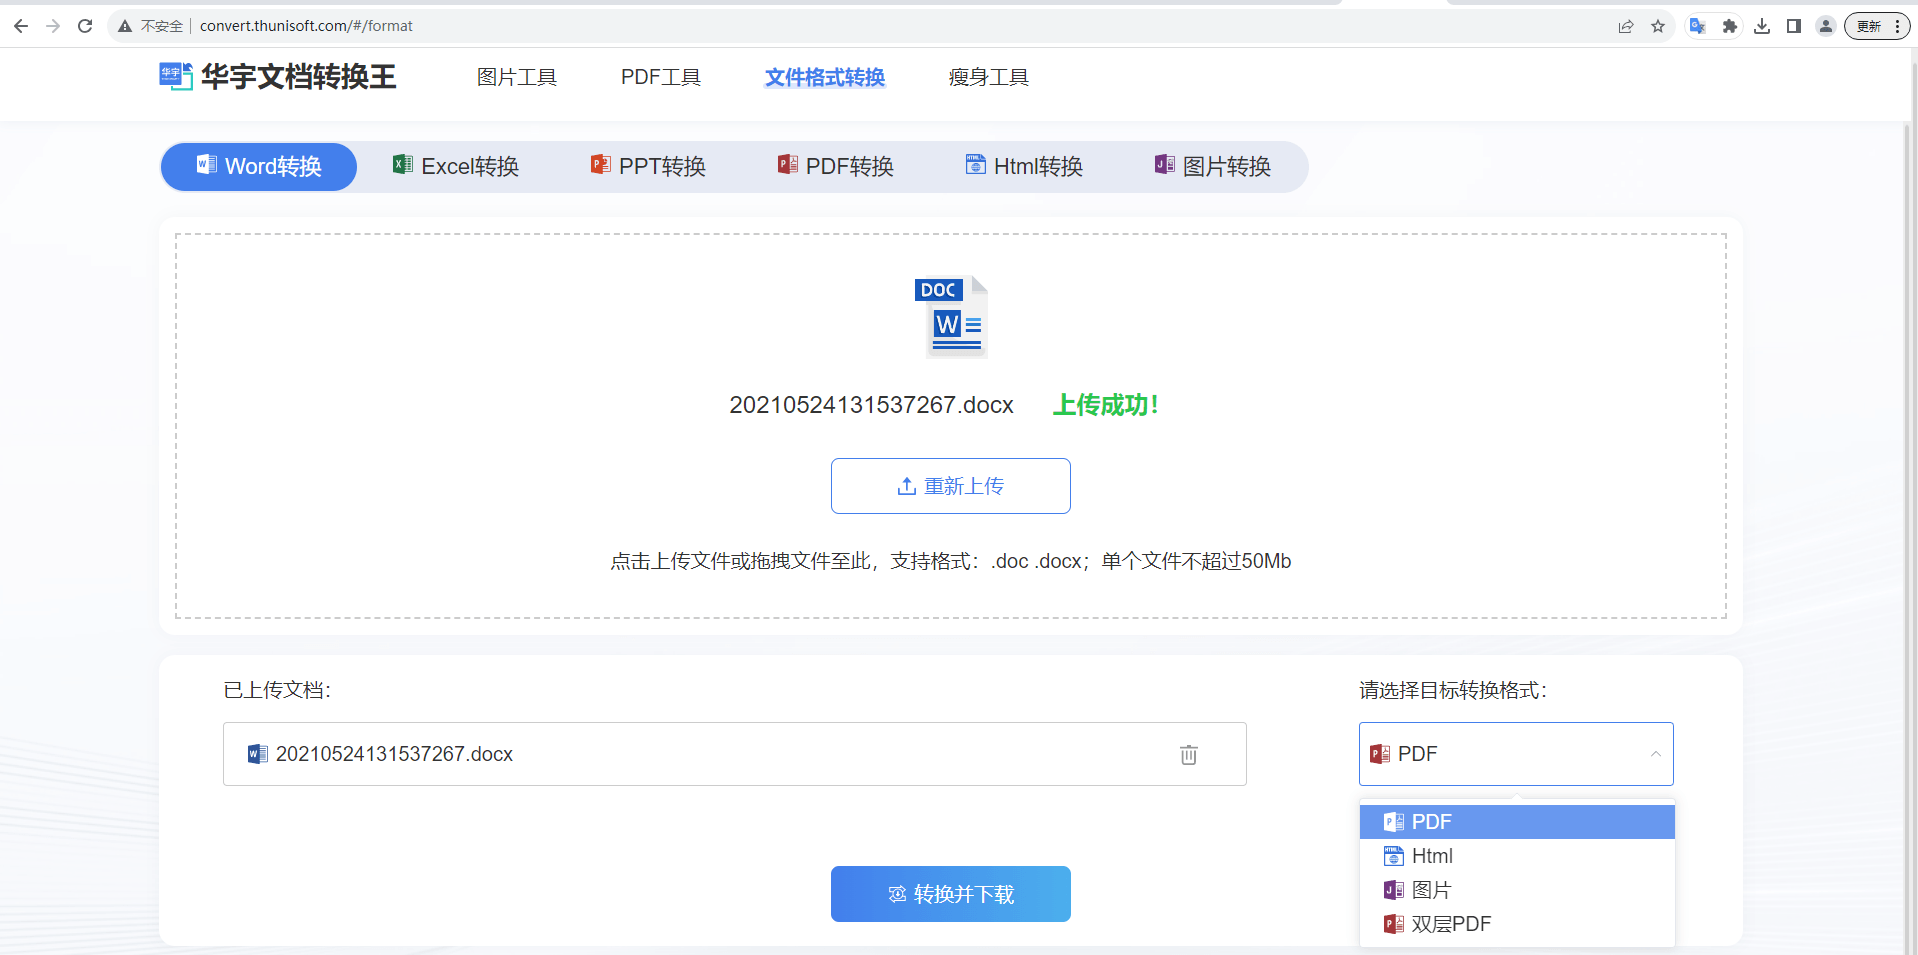 不安全 convert.thunisoft.com/#/format 更新
华宇 华宇文档转换王 图片工具 PDF工具 文件格式转换 瘦身工具
Word转换 Excel转换 PPT转换 PDF转换 Html转换 图片转换
DOC
W
20210524131537267.docx 上传成功!
重新上传
点击上传文件或拖拽文件至此，支持格式：.doc .docx；单个文件不超过50Mb
已上传文档： 请选择目标转换格式：
20210524131537267.docx PDF
PDF
Html
图片
双层PDF
转换并下载